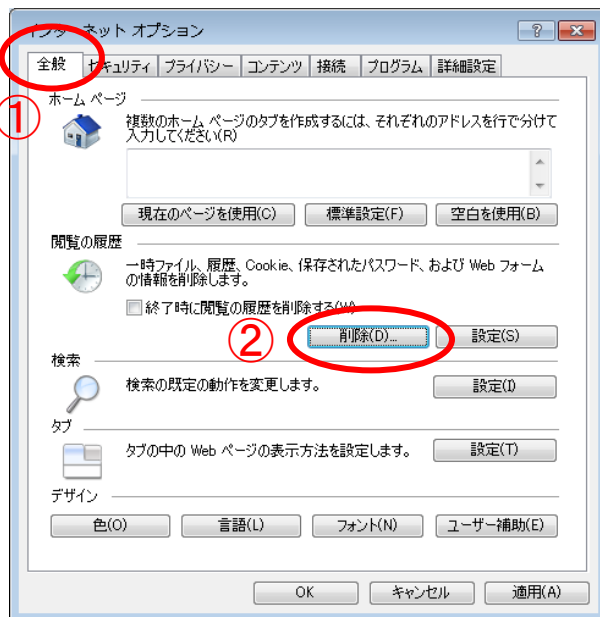 インターネット オプション
全般 セキュリティ プライバシー コンテンツ 接続 プログラム 詳細設定
①
ホーム ページ
複数のホーム ページのタブを作成するには、それぞれのアドレスを行で分けて
入力してください(R)
現在のページを使用(C) 標準設定(F) 空白を使用(B)
閲覧の履歴
一時ファイル、履歴、Cookie、保存されたパスワード、および Web フォーム
の情報を削除します。
終了時に閲覧の履歴を削除する(W)
②
削除(D)... 設定(S)
検索
検索の既定の動作を変更します。
設定(I)
タブ
タブの中の Web ページの表示方法を設定します。
設定(T)
デザイン
色(O) 言語(L) フォント(N) ユーザー補助(E)
OK キャンセル 適用(A)